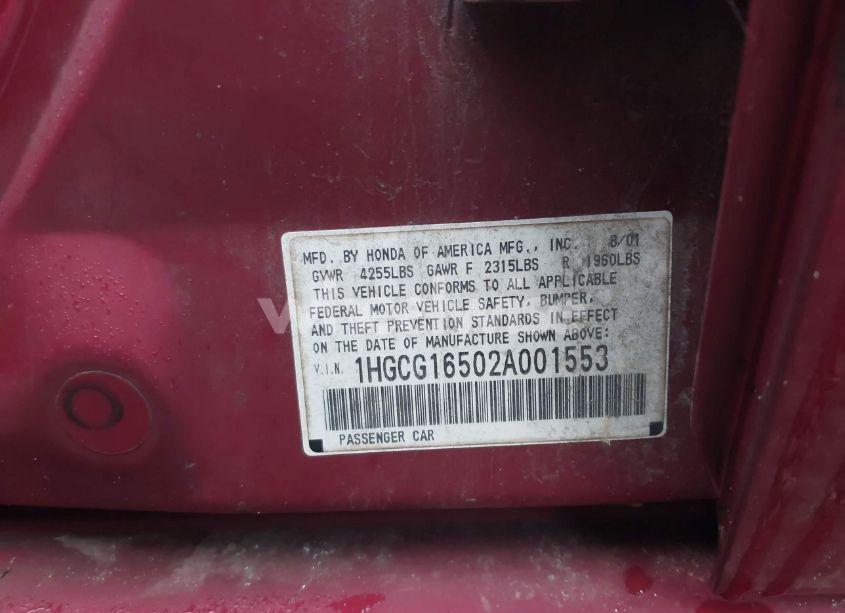 MFD. BY HONDA OF AMERICA MFG., INC. 8/01
GVWR 4255LBS GAWR F 2315LBS R 1960LBS
THIS VEHICLE CONFORMS TO ALL APPLICABLE
FEDERAL MOTOR VEHICLE SAFETY, BUMPER,
AND THEFT PREVENTION STANDARDS IN EFFECT
ON THE DATE OF MANUFACTURE SHOWN ABOVE:
V.I.N. 1HGCG16502A001553
PASSENGER CAR